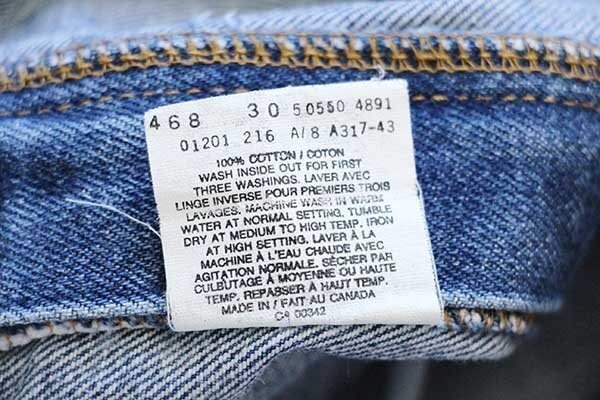 468 30 50550 4891
01201 216 A/8 A317-43
100% COTTON / COTON
WASH INSIDE OUT FOR FIRST
THREE WASHINGS. LAVER AVEC
LINGE INVERSE POUR PREMIERS TROIS
LAVAGES. MACHINE WASH IN WARM
WATER AT NORMAL SETTING. TUMBLE
DRY AT MEDIUM TO HIGH TEMP. IRON
AT HIGH SETTING. LAVER À LA
MACHINE À L'EAU CHAUDE AVEC
AGITATION NORMALE. SÉCHER PAR
CULBUTAGE À MOYENNE OU HAUTE
TEMP. REPASSER À HAUT TEMP.
MADE IN / FAIT AU CANADA
CA 00342